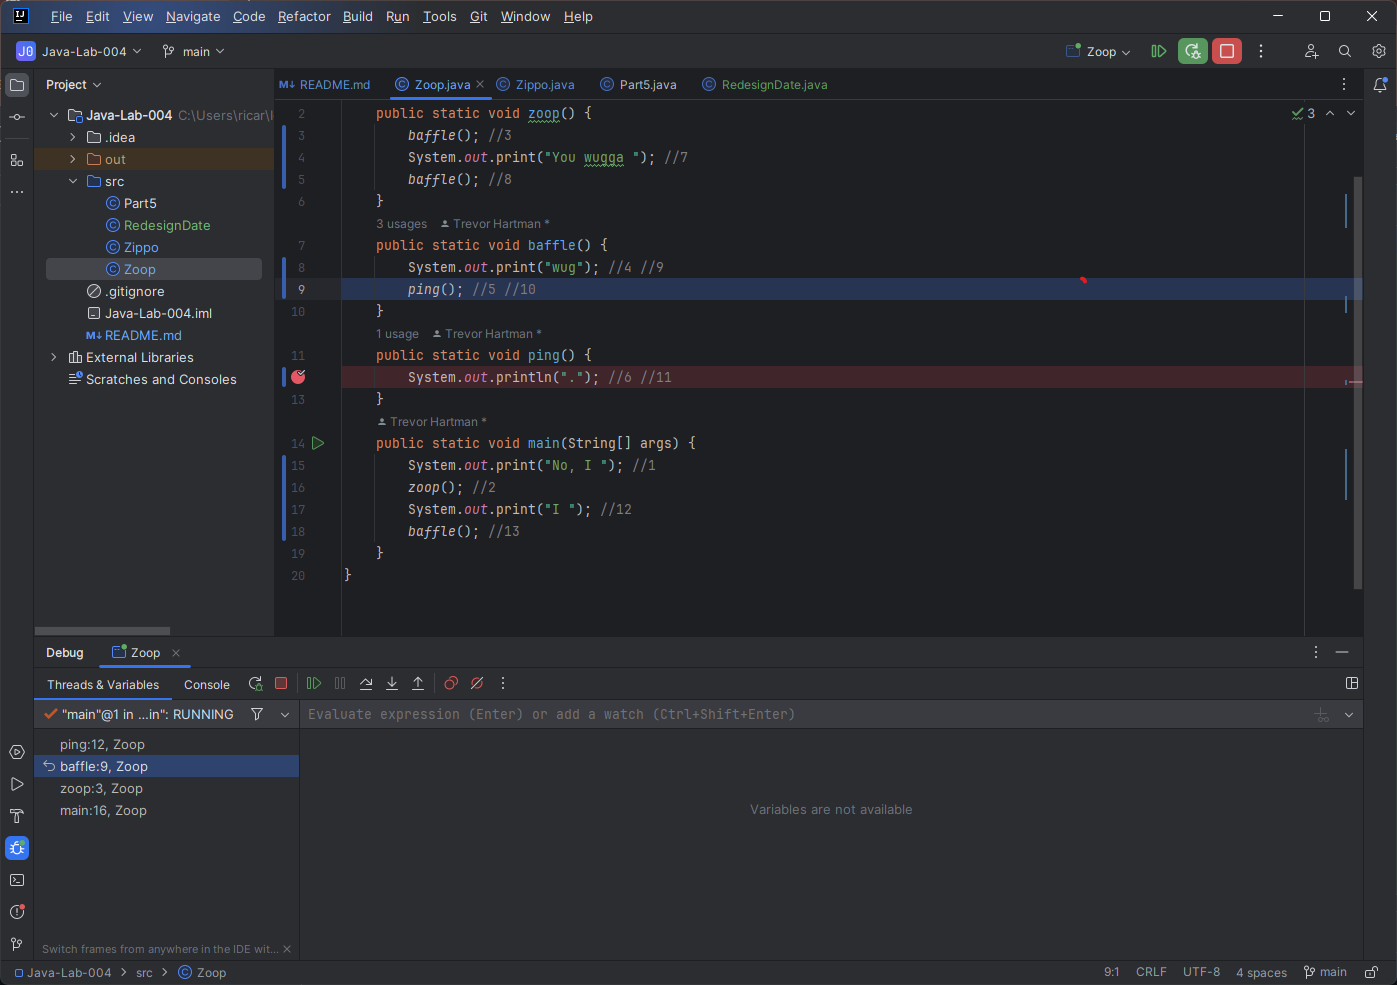 File Edit View Navigate Code Refactor Build Run Tools Git Window Help
J0 Java-Lab-004 main Zoop
Project
README.md Zoop.java Zippo.java Part5.java RedesignDate.java
Java-Lab-004 C:\Users\ricar\
.idea
out
src
Part5
RedesignDate
Zippo
Zoop
.gitignore
Java-Lab-004.iml
README.md
External Libraries
Scratches and Consoles
3
2 public static void zoop() {
3 baffle(); //3
4 System.out.print("You wugga "); //7
5 baffle(); //8
6 }
3 usages Trevor Hartman *
7 public static void baffle() {
8 System.out.print("wug"); //4 //9
9 ping(); //5 //10
10 }
1 usage Trevor Hartman *
11 public static void ping() {
System.out.println("."); //6 //11
13 }
Trevor Hartman *
14 public static void main(String[] args) {
15 System.out.print("No, I "); //1
16 zoop(); //2
17 System.out.print("I "); //12
18 baffle(); //13
19 }
20 }
Debug Zoop
Threads & Variables Console
"main"@1 in ...in": RUNNING
Evaluate expression (Enter) or add a watch (Ctrl+Shift+Enter)
ping:12, Zoop
baffle:9, Zoop
zoop:3, Zoop
main:16, Zoop
Variables are not available
Switch frames from anywhere in the IDE wit...
Java-Lab-004 > src > Zoop
9:1 CRLF UTF-8 4 spaces main